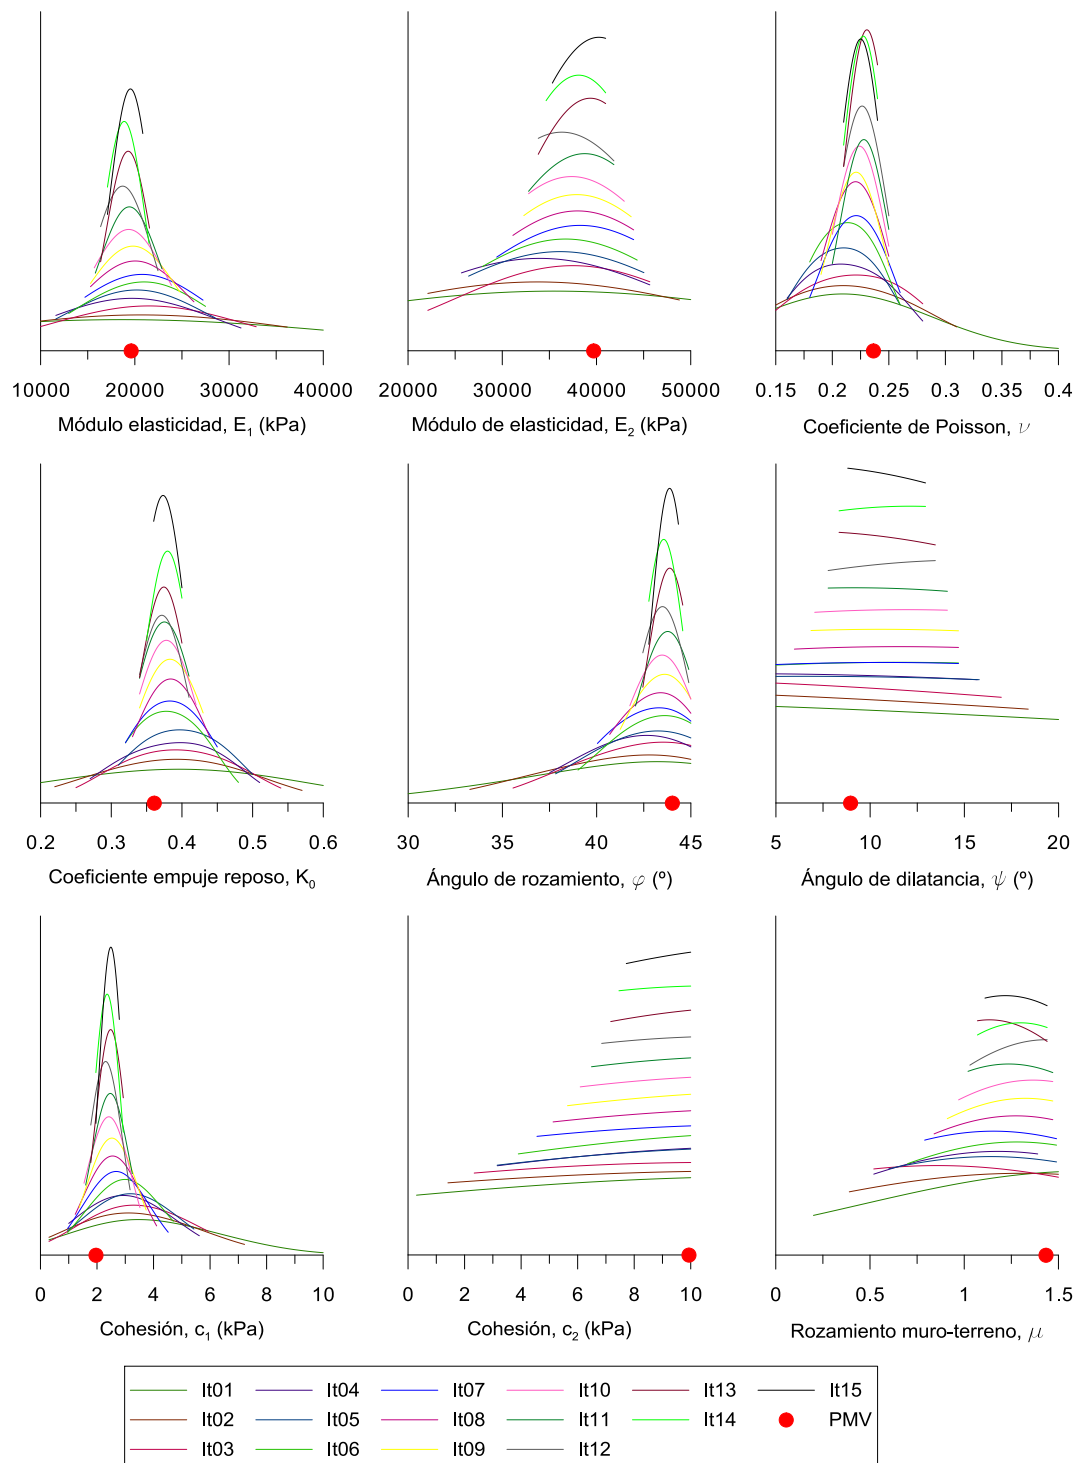 10000 20000 30000 40000
Módulo elasticidad, E₁ (kPa)
20000 30000 40000 50000
Módulo de elasticidad, E₂ (kPa)
0.15 0.2 0.25 0.3 0.35 0.4
Coeficiente de Poisson, ν
0.2 0.3 0.4 0.5 0.6
Coeficiente empuje reposo, K₀
30 35 40 45
Ángulo de rozamiento, φ (º)
5 10 15 20
Ángulo de dilatancia, ψ (º)
0 2 4 6 8 10
Cohesión, c₁ (kPa)
0 2 4 6 8 10
Cohesión, c₂ (kPa)
0 0.5 1 1.5
Rozamiento muro-terreno, μ
It01 It04 It07 It10 It13 It15
It02 It05 It08 It11 It14 PMV
It03 It06 It09 It12